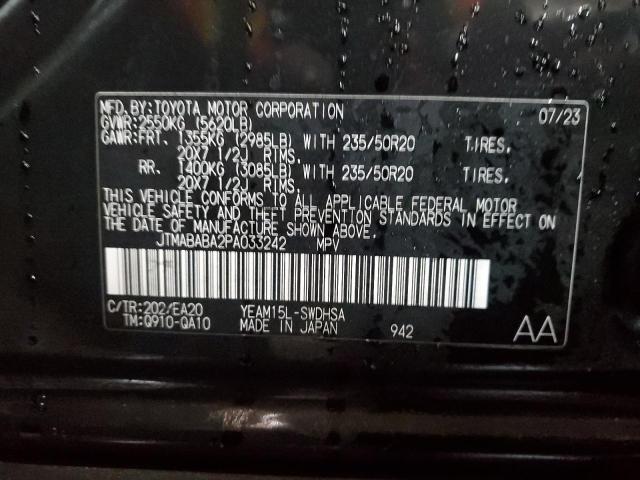 MFD. BY: TOYOTA MOTOR CORPORATION 07/23
GVWR: 2550KG (5620LB)
GAWR: FRT. 1355KG (2985LB) WITH 235/50R20 TIRES,
20X7 1/2J RIMS,
RR. 1400KG (3085LB) WITH 235/50R20 TIRES,
20X7 1/2J RIMS,
THIS VEHICLE CONFORMS TO ALL APPLICABLE FEDERAL MOTOR
VEHICLE SAFETY AND THEFT PREVENTION STANDARDS IN EFFECT ON
THE DATE OF MANUFACTURE SHOWN ABOVE.
JTMABABA2PA033242 MPV
C/TR: 202/EA20 YEAM15L-SWDHSA
TM: Q910-QA10 MADE IN JAPAN 942 AA